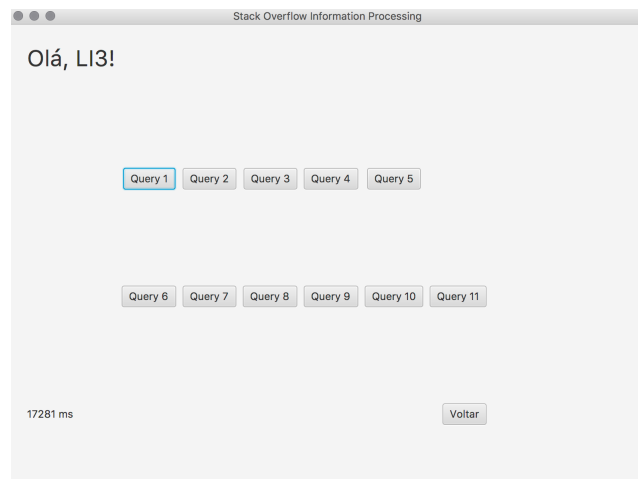 Stack Overflow Information Processing
Olá, LI3!
Query 1 Query 2 Query 3 Query 4 Query 5
Query 6 Query 7 Query 8 Query 9 Query 10 Query 11
17281 ms Voltar